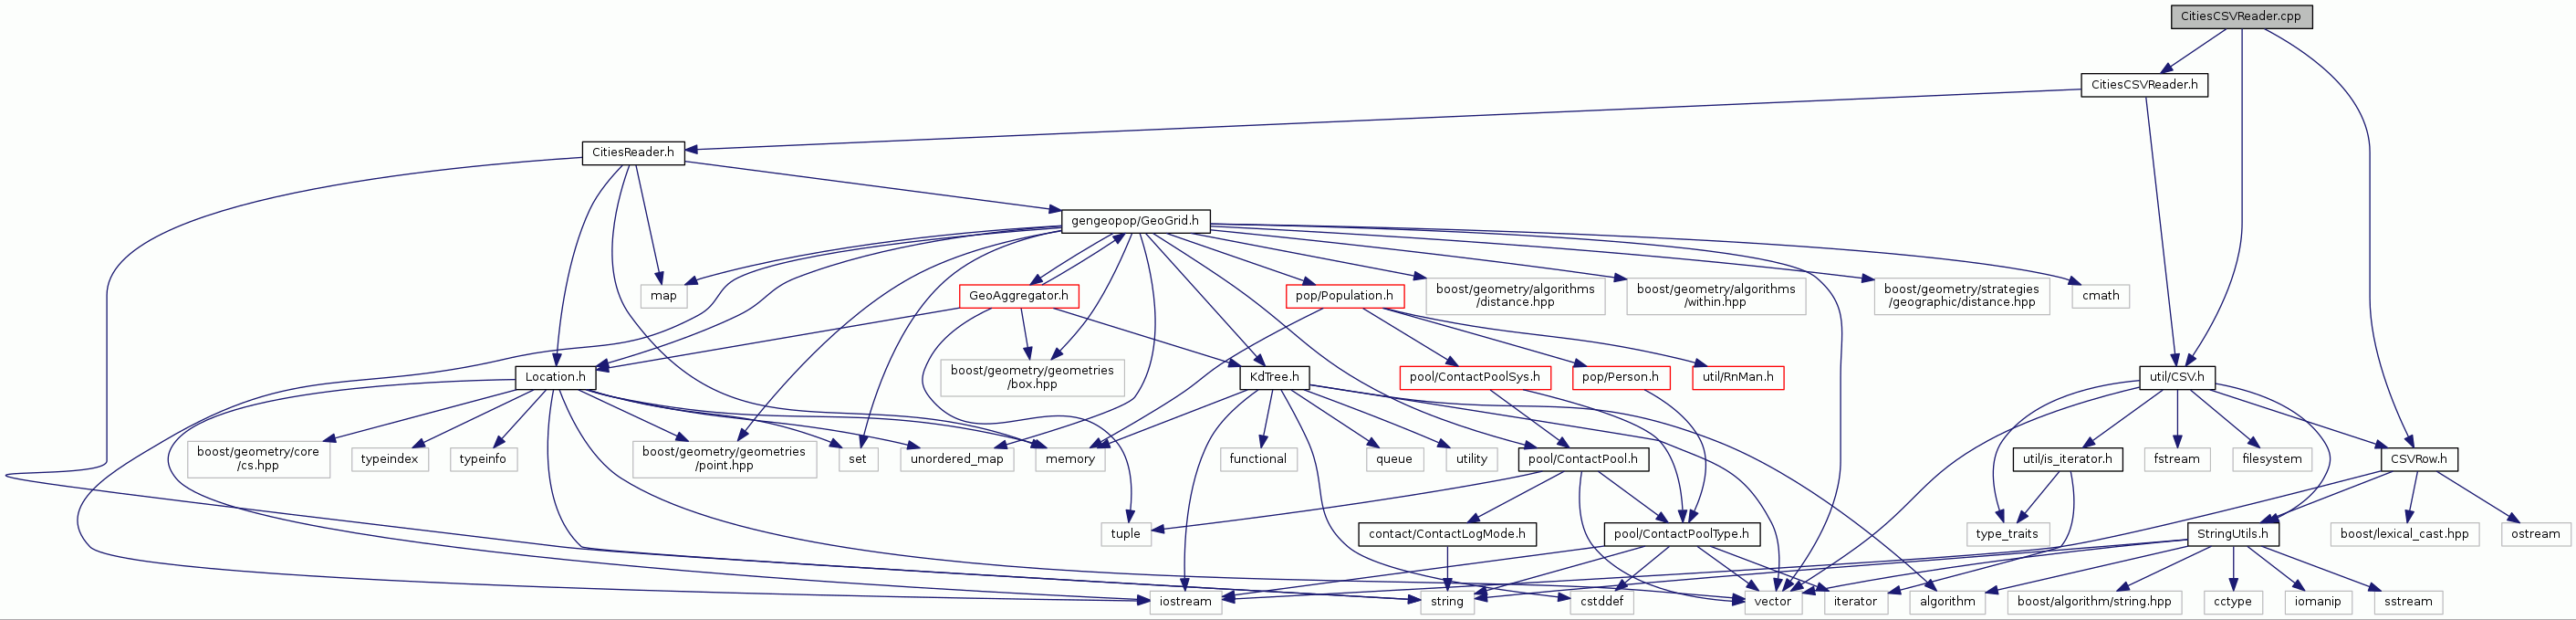 CitiesCSVReader.cpp
CitiesCSVReader.h
CitiesReader.h
gengeopop/GeoGrid.h
map
GeoAggregator.h
pop/Population.h
boost/geometry/algorithms
/distance.hpp
boost/geometry/algorithms
/within.hpp
boost/geometry/strategies
/geographic/distance.hpp
cmath
Location.h
boost/geometry/geometries
/box.hpp
KdTree.h
pool/ContactPoolSys.h
pop/Person.h
util/RnMan.h
util/CSV.h
boost/geometry/core
/cs.hpp
typeindex
typeinfo
boost/geometry/geometries
/point.hpp
set
unordered_map
memory
functional
queue
utility
pool/ContactPool.h
util/is_iterator.h
fstream
filesystem
CSVRow.h
tuple
contact/ContactLogMode.h
pool/ContactPoolType.h
type_traits
StringUtils.h
boost/lexical_cast.hpp
ostream
iostream
string
cstddef
vector
iterator
algorithm
boost/algorithm/string.hpp
cctype
iomanip
sstream